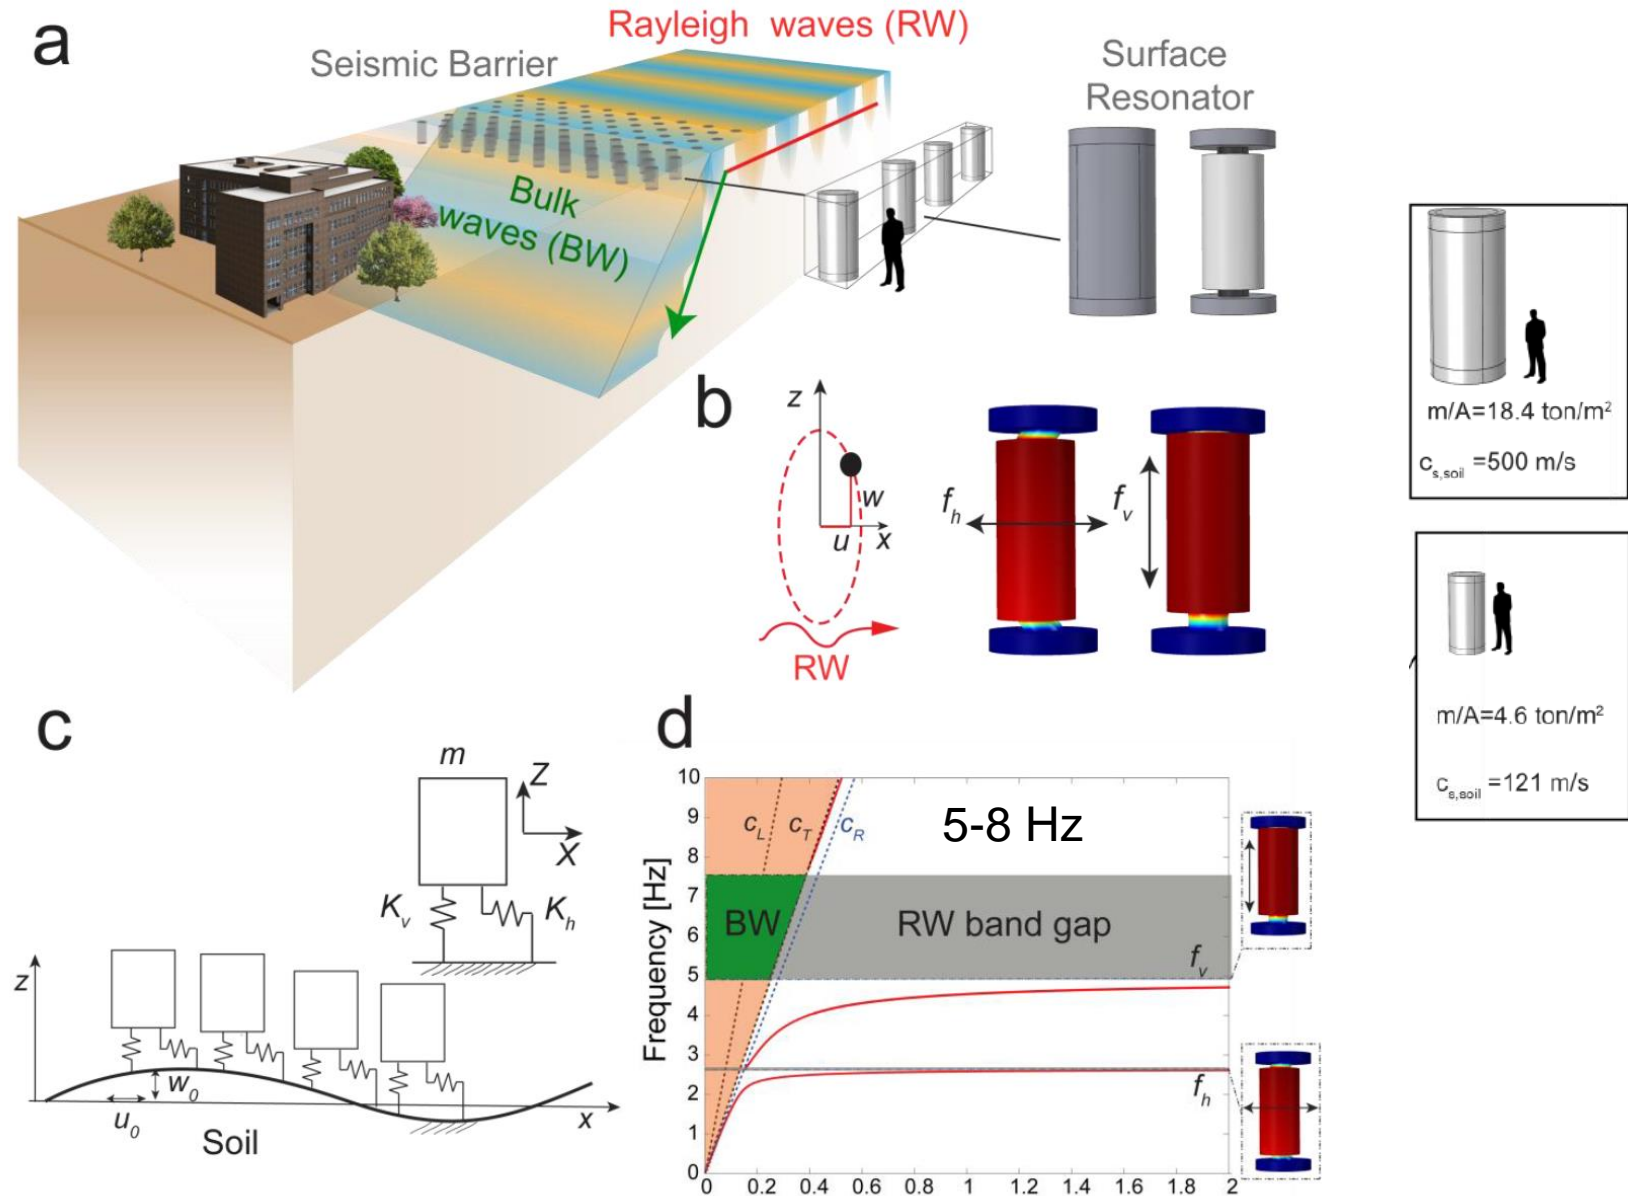 a
Rayleigh waves (RW)
Seismic Barrier
Surface
Resonator
Bulk
waves (BW)
m/A=18.4 ton/m²
c_s,soil =500 m/s
b
z
w
u
x
RW
f_h
f_v
m/A=4.6 ton/m²
c_s,soil =121 m/s
c
m
Z
X
K_v
K_h
z
w_0
u_0
x
Soil
d
5-8 Hz
c_L
c_T
c_R
BW
RW band gap
f_v
f_h
Frequency [Hz]
10
9
8
7
6
5
4
3
2
1
0
0 0.2 0.4 0.6 0.8 1 1.2 1.4 1.6 1.8 2